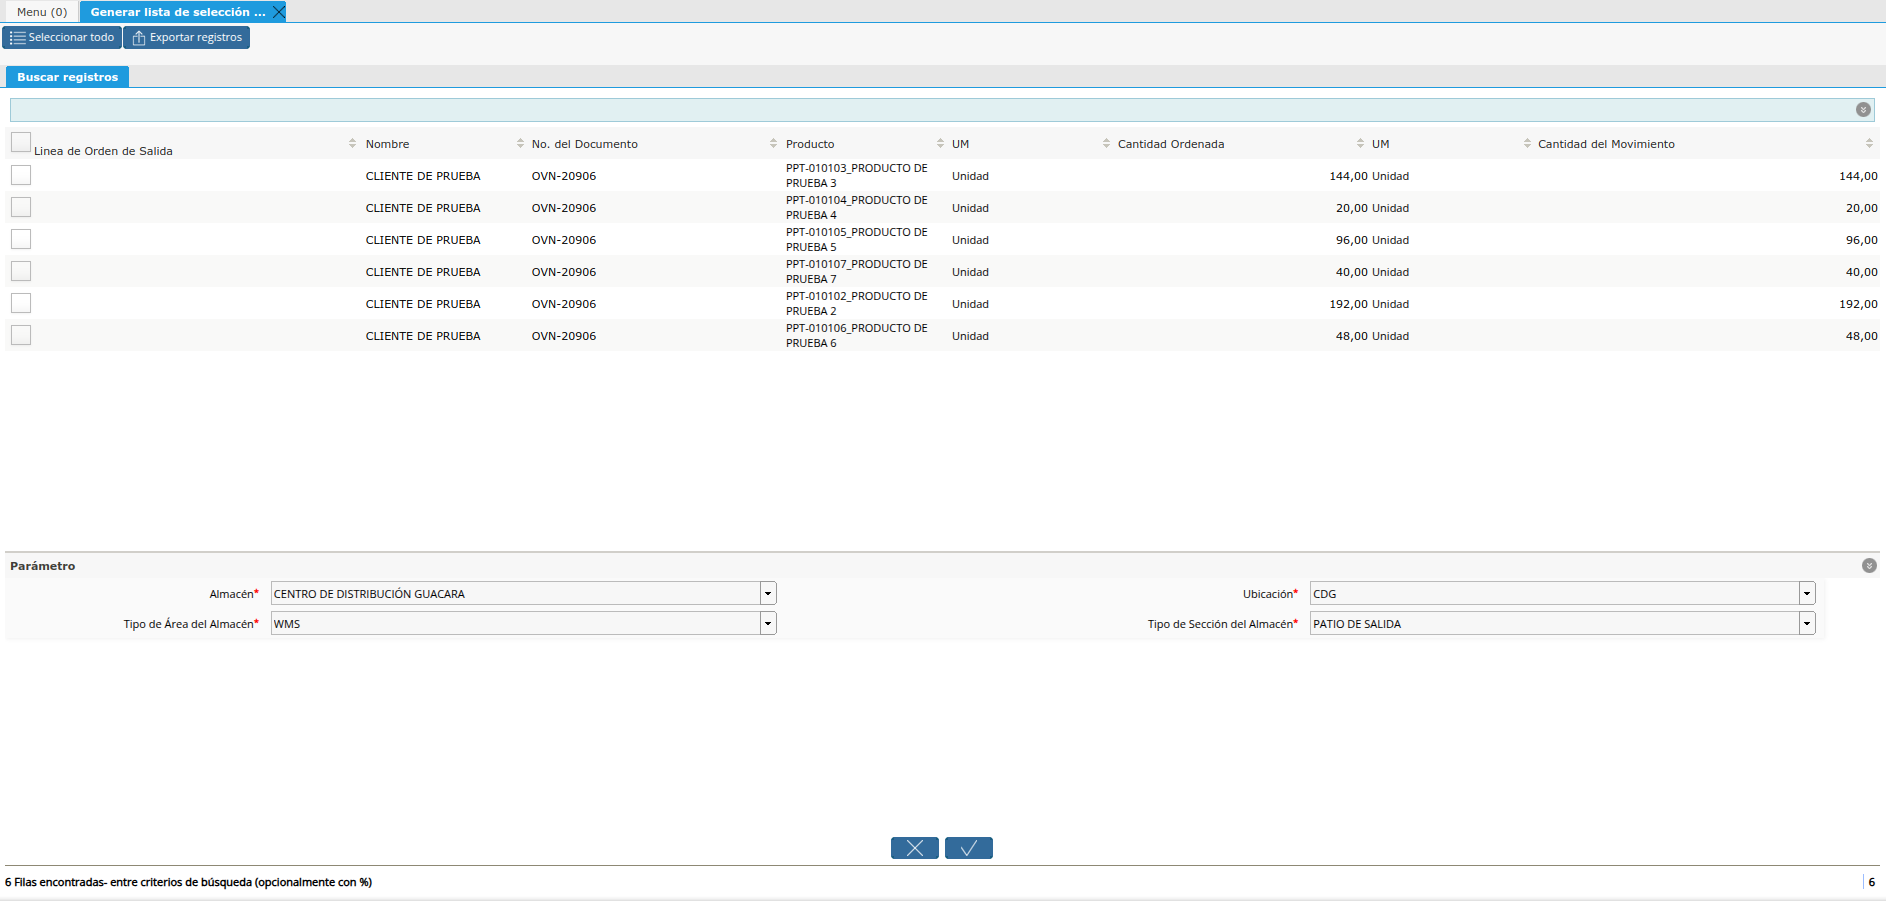 Menu (0)
Generar lista de selección ...
Seleccionar todo
Exportar registros
Buscar registros
Linea de Orden de Salida Nombre No. del Documento Producto UM Cantidad Ordenada UM Cantidad del Movimiento
CLIENTE DE PRUEBA OVN-20906 PPT-010103_PRODUCTO DE
PRUEBA 3
Unidad 144,00 Unidad 144,00
CLIENTE DE PRUEBA OVN-20906 PPT-010104_PRODUCTO DE
PRUEBA 4
Unidad 20,00 Unidad 20,00
CLIENTE DE PRUEBA OVN-20906 PPT-010105_PRODUCTO DE
PRUEBA 5
Unidad 96,00 Unidad 96,00
CLIENTE DE PRUEBA OVN-20906 PPT-010107_PRODUCTO DE
PRUEBA 7
Unidad 40,00 Unidad 40,00
CLIENTE DE PRUEBA OVN-20906 PPT-010102_PRODUCTO DE
PRUEBA 2
Unidad 192,00 Unidad 192,00
CLIENTE DE PRUEBA OVN-20906 PPT-010106_PRODUCTO DE
PRUEBA 6
Unidad 48,00 Unidad 48,00
Parámetro
Almacén* CENTRO DE DISTRIBUCIÓN GUACARA
Ubicación* CDG
Tipo de Área del Almacén* WMS
Tipo de Sección del Almacén* PATIO DE SALIDA
6 Filas encontradas- entre criterios de búsqueda (opcionalmente con %)
6